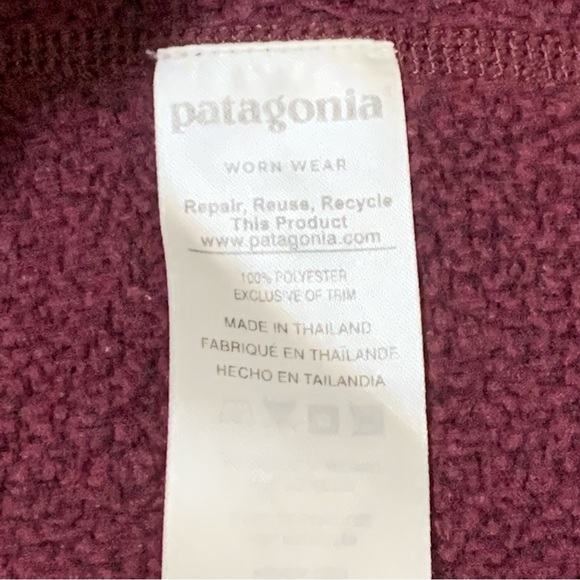 patagonia
WORN WEAR
Repair, Reuse, Recycle
This Product
www.patagonia.com
100% POLYESTER
EXCLUSIVE OF TRIM
MADE IN THAILAND
FABRIQUÉ EN THAÏLANDE
HECHO EN TAILANDIA